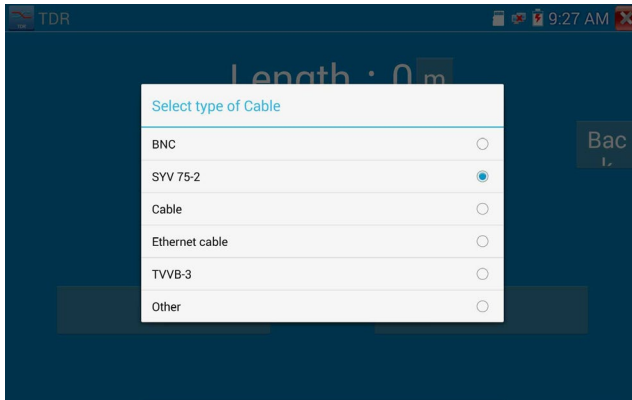 TDR
9:27 AM
Length : 0 m
Select type of Cable
BNC
SYV 75-2
Cable
Ethernet cable
TVVB-3
Other
Bac
k